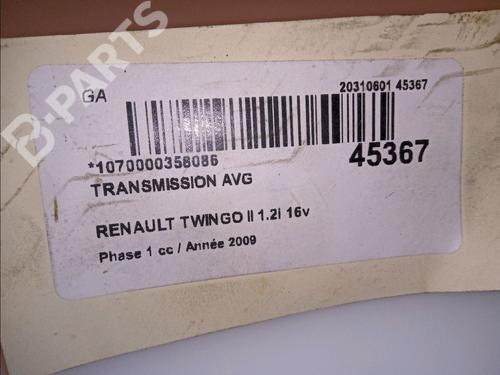 GA
20310601 45367
*1070000358086
45367
TRANSMISSION AVG
RENAULT TWINGO II 1.2i 16v
Phase 1 cc / Année 2009
B-PARTS